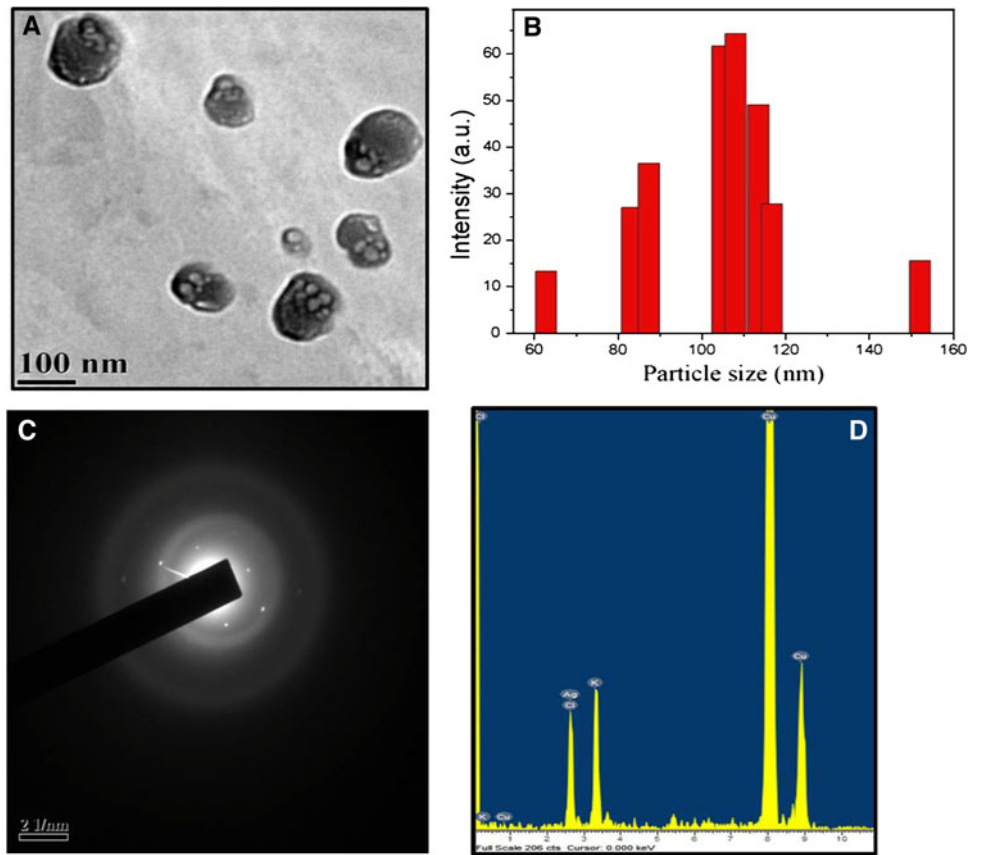 A
100 nm
B
Intensity (a.u.)
60
50
40
30
20
10
0
60 80 100 120 140 160
Particle size (nm)
C
2 1/nm
D
Cl
Cu
Cu
K
Ag
Cl
K Cu
1 2 3 4 5 6 7 8 9 10
Full Scale 206 cts Cursor: 0.000 keV